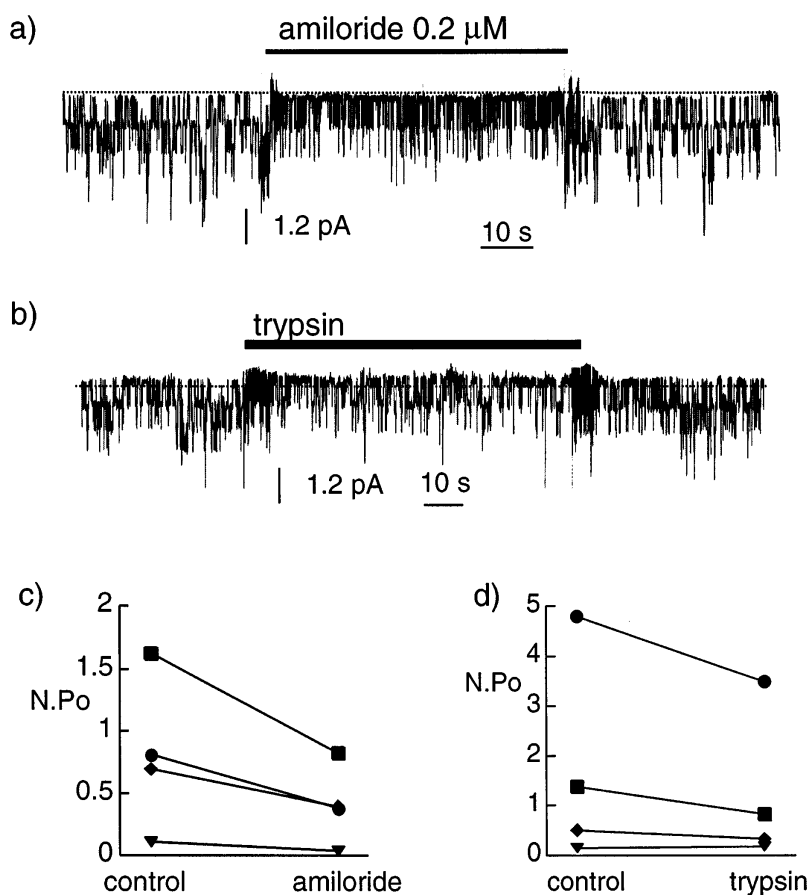 a)
amiloride 0.2 μM
1.2 pA
10 s
b)
trypsin
1.2 pA
10 s
c)
2
1.5
N.Po
1
0.5
0
control
amiloride
d)
5
4
N.Po
3
2
1
0
control
trypsin